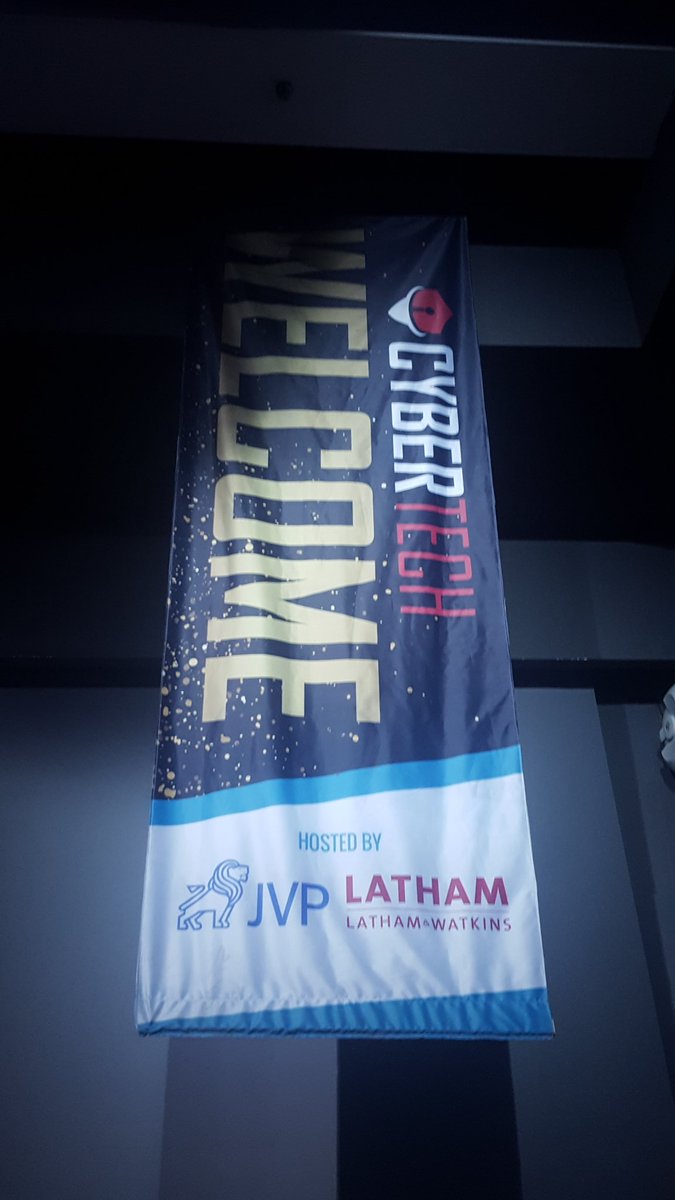 WELCOME
CYBERTECH
HOSTED BY
JVP
LATHAM
LATHAM&WATKINS